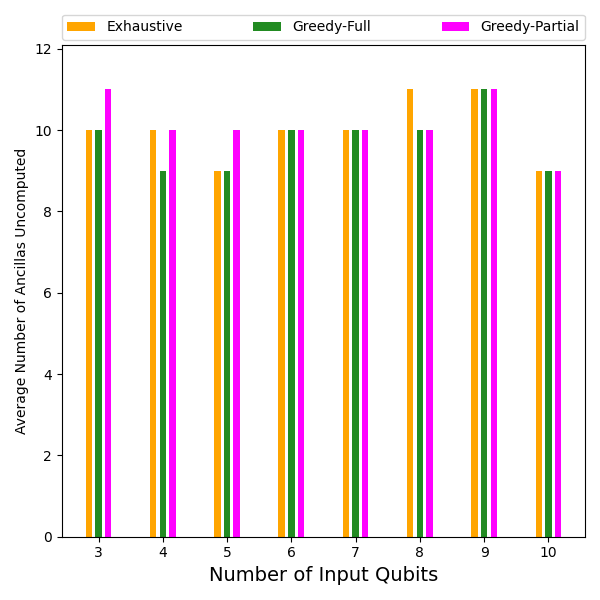 Exhaustive Greedy-Full Greedy-Partial
Average Number of Ancillas Uncomputed
12
10
8
6
4
2
0
3 4 5 6 7 8 9 10
Number of Input Qubits